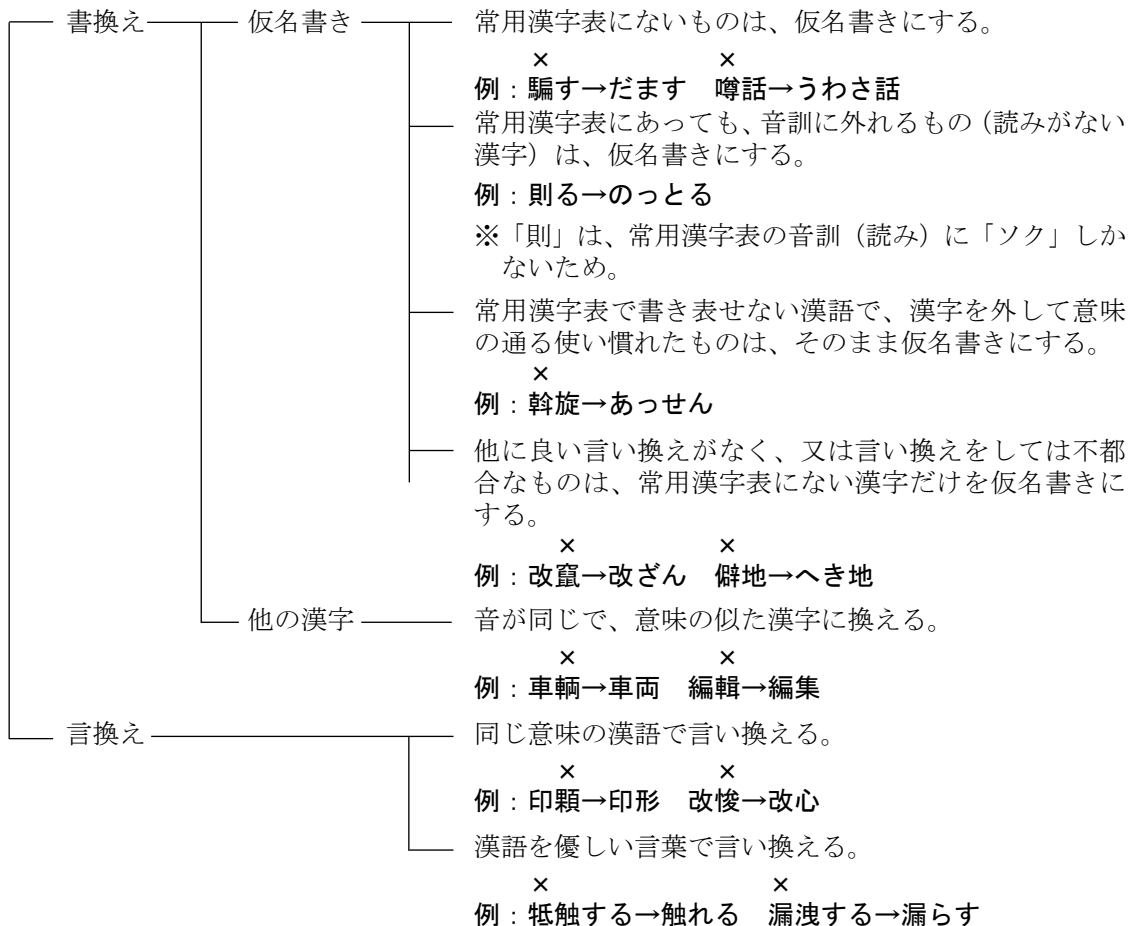 書換え 仮名書き 常用漢字表にないものは、仮名書きにする。
× ×
例：騙す→だます 噂話→うわさ話
常用漢字表にあっても、音訓に外れるもの（読みがない
漢字）は、仮名書きにする。
例：則る→のっとる
※「則」は、常用漢字表の音訓（読み）に「ソク」しか
ないため。
常用漢字表で書き表せない漢語で、漢字を外して意味
の通る使い慣れたものは、そのまま仮名書きにする。
×
例：斡旋→あっせん
他に良い言い換えがなく、又は言い換えをしては不都
合なものは、常用漢字表にない漢字だけを仮名書きに
する。
× ×
例：改竄→改ざん 僻地→へき地
他の漢字 音が同じで、意味の似た漢字に換える。
× ×
例：車輌→車両 編輯→編集
言換え 同じ意味の漢語で言い換える。
× ×
例：印顆→印形 改悛→改心
漢語を優しい言葉で言い換える。
× ×
例：牴触する→触れる 漏洩する→漏らす